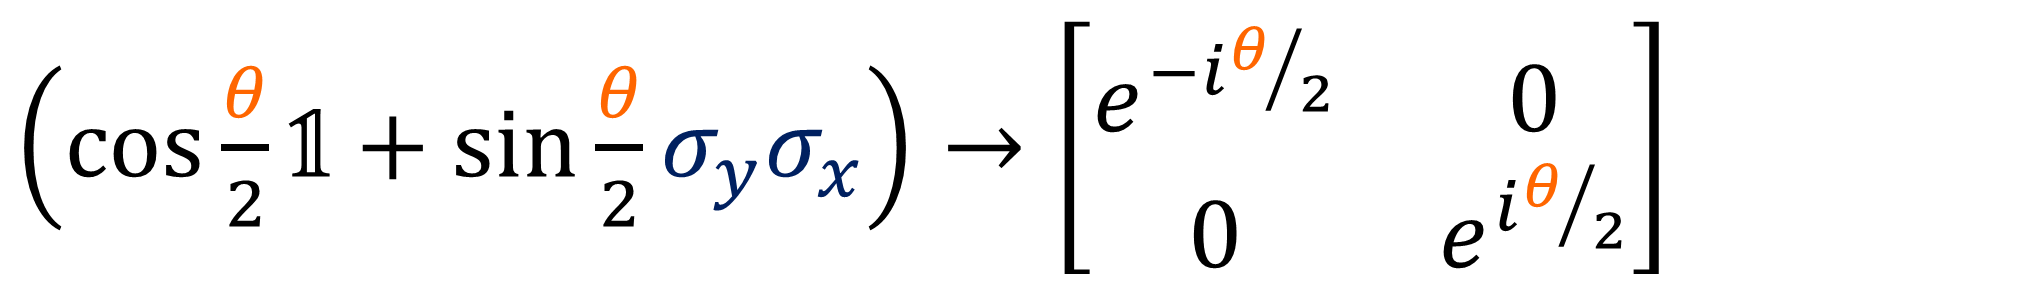 (cos θ/2 𝟙 + sin θ/2 σ_y σ_x) → [e^{-iθ/2} 0
0 e^{iθ/2}]